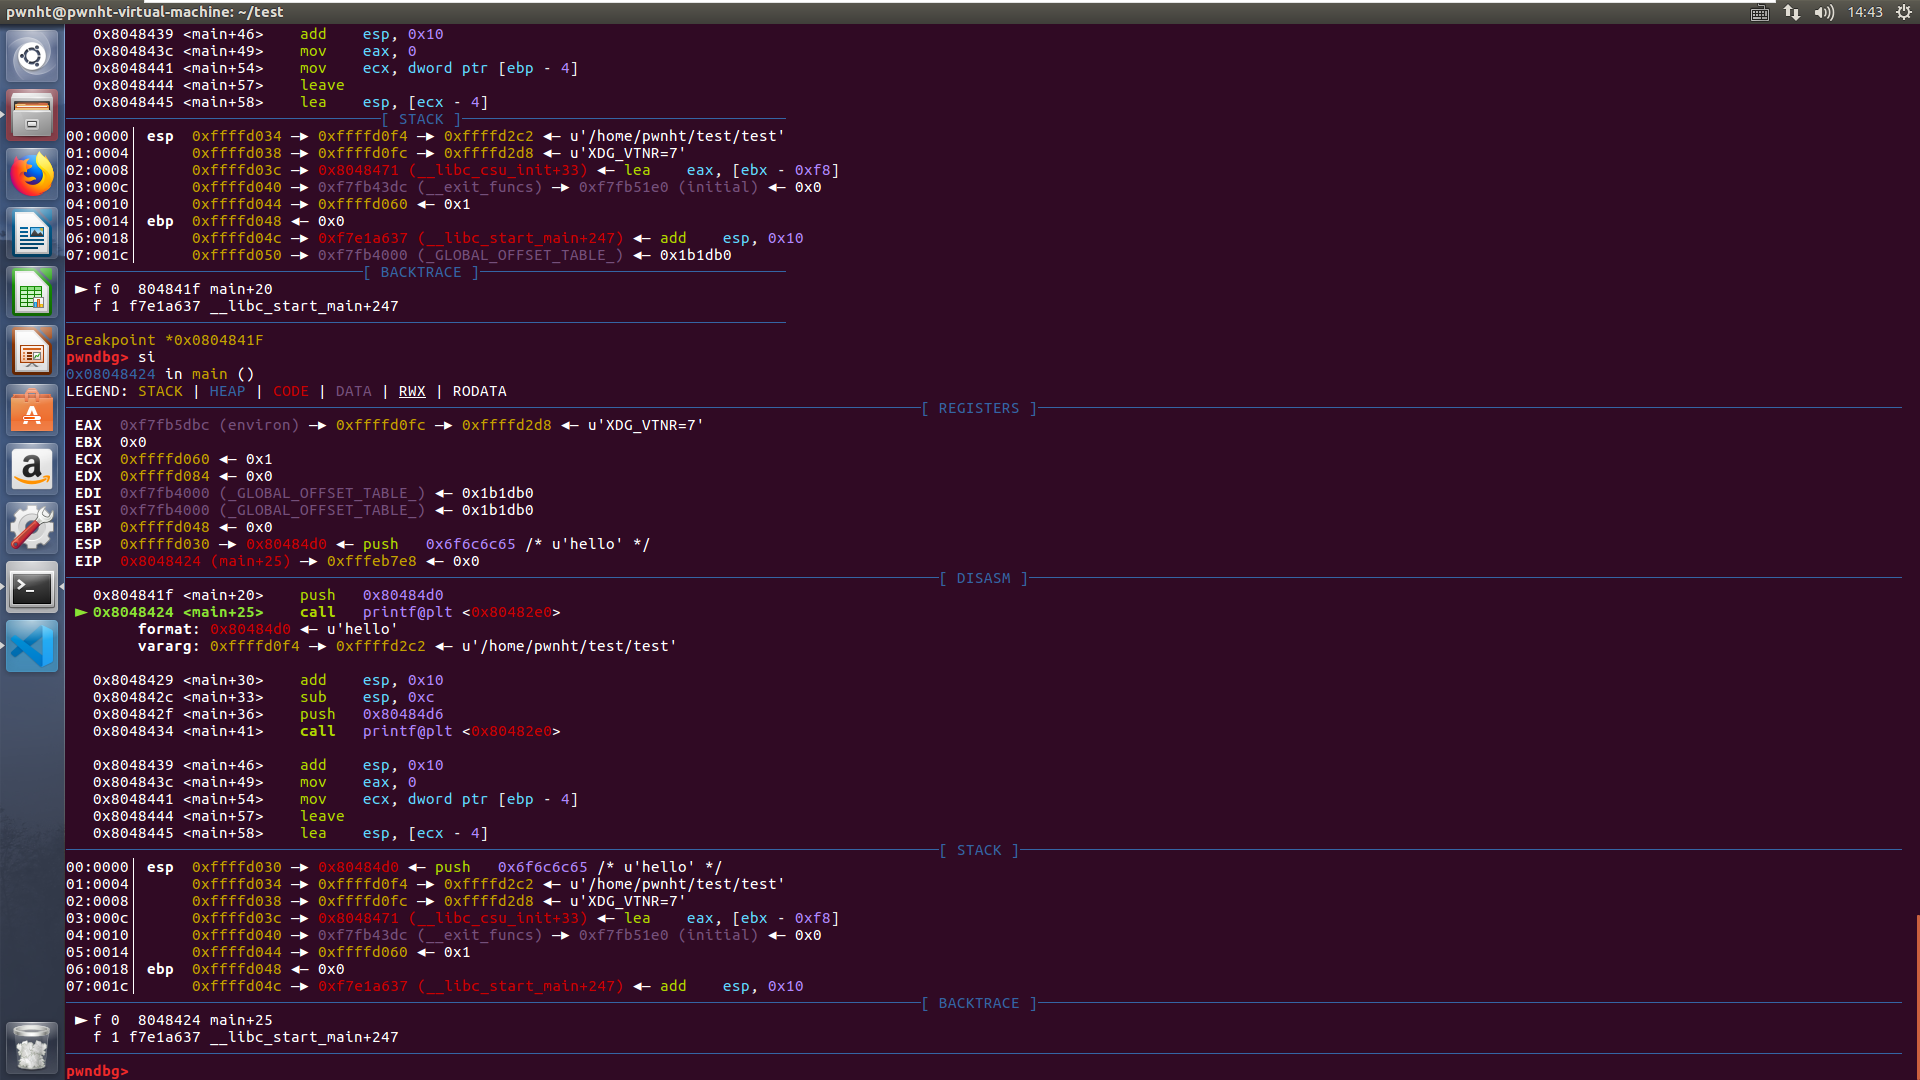 pwnht@pwnht-virtual-machine: ~/test 14:43
0x8048439 <main+46> add esp, 0x10
0x804843c <main+49> mov eax, 0
0x8048441 <main+54> mov ecx, dword ptr [ebp - 4]
0x8048444 <main+57> leave
0x8048445 <main+58> lea esp, [ecx - 4]
[ STACK ]
00:0000│ esp 0xffffd034 —► 0xffffd0f4 —► 0xffffd2c2 ◄— u'/home/pwnht/test/test'
01:0004│ 0xffffd038 —► 0xffffd0fc —► 0xffffd2d8 ◄— u'XDG_VTNR=7'
02:0008│ 0xffffd03c —► 0x8048471 (__libc_csu_init+33) ◄— lea eax, [ebx - 0xf8]
03:000c│ 0xffffd040 —► 0xf7fb43dc (__exit_funcs) —► 0xf7fb51e0 (initial) ◄— 0x0
04:0010│ 0xffffd044 —► 0xffffd060 ◄— 0x1
05:0014│ ebp 0xffffd048 ◄— 0x0
06:0018│ 0xffffd04c —► 0xf7e1a637 (__libc_start_main+247) ◄— add esp, 0x10
07:001c│ 0xffffd050 —► 0xf7fb4000 (_GLOBAL_OFFSET_TABLE_) ◄— 0x1b1db0
[ BACKTRACE ]
► f 0 804841f main+20
f 1 f7e1a637 __libc_start_main+247
Breakpoint *0x0804841F
pwndbg> si
0x08048424 in main ()
LEGEND: STACK | HEAP | CODE | DATA | RWX | RODATA
[ REGISTERS ]
EAX 0xf7fb5dbc (environ) —► 0xffffd0fc —► 0xffffd2d8 ◄— u'XDG_VTNR=7'
EBX 0x0
ECX 0xffffd060 ◄— 0x1
EDX 0xffffd084 ◄— 0x0
EDI 0xf7fb4000 (_GLOBAL_OFFSET_TABLE_) ◄— 0x1b1db0
ESI 0xf7fb4000 (_GLOBAL_OFFSET_TABLE_) ◄— 0x1b1db0
EBP 0xffffd048 ◄— 0x0
ESP 0xffffd030 —► 0x80484d0 ◄— push 0x6f6c6c65 /* u'hello' */
EIP 0x8048424 (main+25) —► 0xfffeb7e8 ◄— 0x0
[ DISASM ]
0x804841f <main+20> push 0x80484d0
► 0x8048424 <main+25> call printf@plt <0x80482e0>
format: 0x80484d0 ◄— u'hello'
vararg: 0xffffd0f4 —► 0xffffd2c2 ◄— u'/home/pwnht/test/test'
0x8048429 <main+30> add esp, 0x10
0x804842c <main+33> sub esp, 0xc
0x804842f <main+36> push 0x80484d6
0x8048434 <main+41> call printf@plt <0x80482e0>
0x8048439 <main+46> add esp, 0x10
0x804843c <main+49> mov eax, 0
0x8048441 <main+54> mov ecx, dword ptr [ebp - 4]
0x8048444 <main+57> leave
0x8048445 <main+58> lea esp, [ecx - 4]
[ STACK ]
00:0000│ esp 0xffffd030 —► 0x80484d0 ◄— push 0x6f6c6c65 /* u'hello' */
01:0004│ 0xffffd034 —► 0xffffd0f4 —► 0xffffd2c2 ◄— u'/home/pwnht/test/test'
02:0008│ 0xffffd038 —► 0xffffd0fc —► 0xffffd2d8 ◄— u'XDG_VTNR=7'
03:000c│ 0xffffd03c —► 0x8048471 (__libc_csu_init+33) ◄— lea eax, [ebx - 0xf8]
04:0010│ 0xffffd040 —► 0xf7fb43dc (__exit_funcs) —► 0xf7fb51e0 (initial) ◄— 0x0
05:0014│ 0xffffd044 —► 0xffffd060 ◄— 0x1
06:0018│ ebp 0xffffd048 ◄— 0x0
07:001c│ 0xffffd04c —► 0xf7e1a637 (__libc_start_main+247) ◄— add esp, 0x10
[ BACKTRACE ]
► f 0 8048424 main+25
f 1 f7e1a637 __libc_start_main+247
pwndbg>